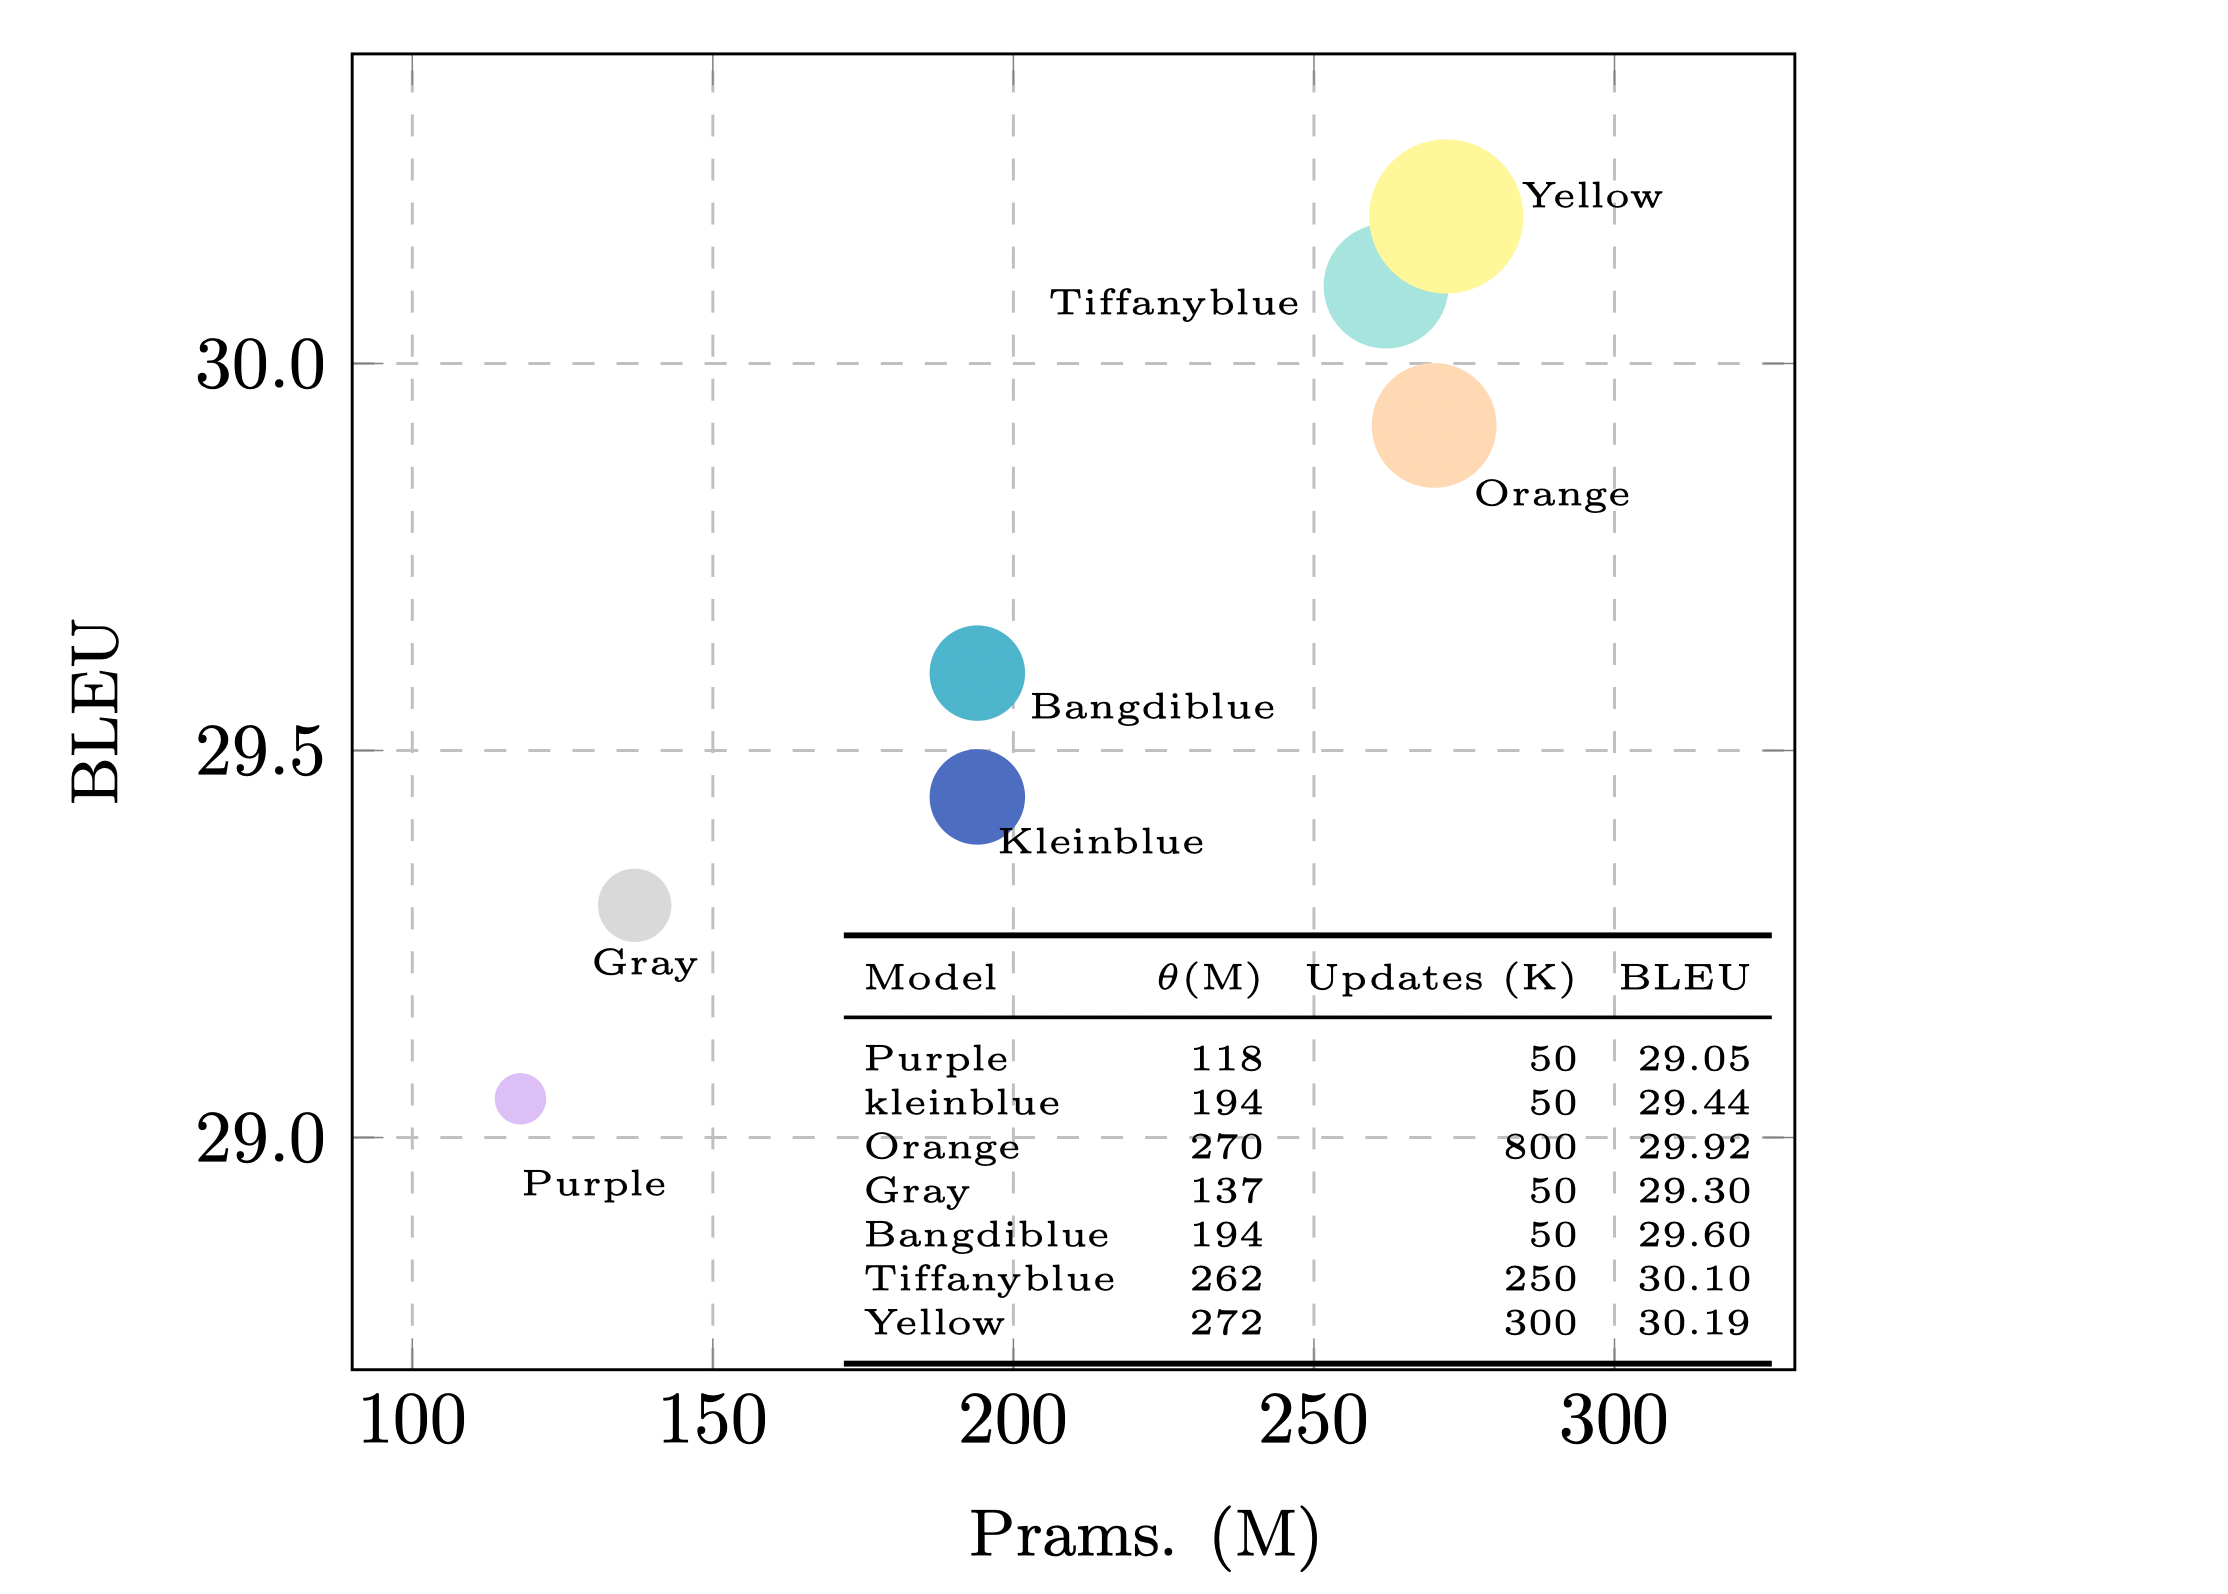 Yellow
Tiffanyblue
30.0
Orange
BLEU
Bangdiblue
29.5
Kleinblue
Gray
Model θ(M) Updates (K) BLEU
Purple 118 50 29.05
kleinblue 194 50 29.44
Orange 270 800 29.92
Gray 137 50 29.30
Bangdiblue 194 50 29.60
Tiffanyblue 262 250 30.10
Yellow 272 300 30.19
29.0
Purple
100 150 200 250 300
Prams. (M)